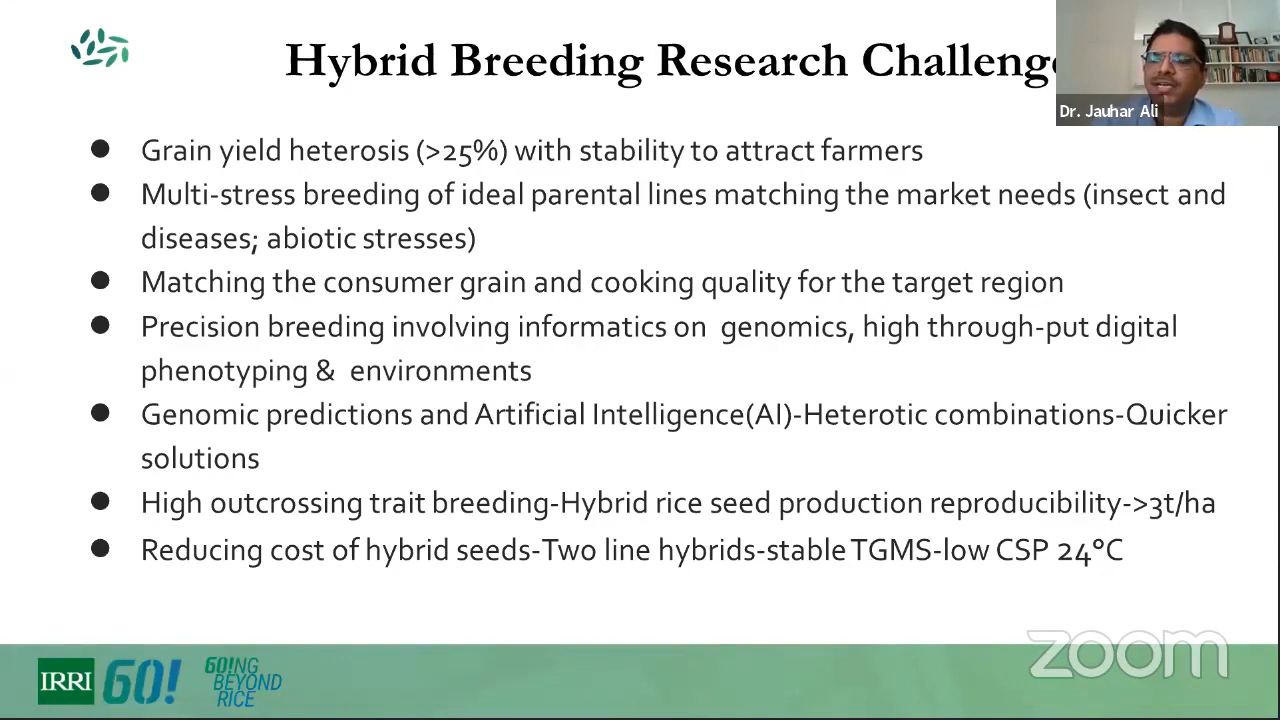 Hybrid Breeding Research Challenge
Dr. Jauhar Ali
● Grain yield heterosis (>25%) with stability to attract farmers
● Multi-stress breeding of ideal parental lines matching the market needs (insect and
diseases; abiotic stresses)
● Matching the consumer grain and cooking quality for the target region
● Precision breeding involving informatics on  genomics, high through-put digital
phenotyping &  environments
● Genomic predictions and Artificial Intelligence(AI)-Heterotic combinations-Quicker
solutions
● High outcrossing trait breeding-Hybrid rice seed production reproducibility->3t/ha
● Reducing cost of hybrid seeds-Two line hybrids-stable TGMS-low CSP 24°C
zoom
IRRI 60!
GO!NG
BEYOND
RICE